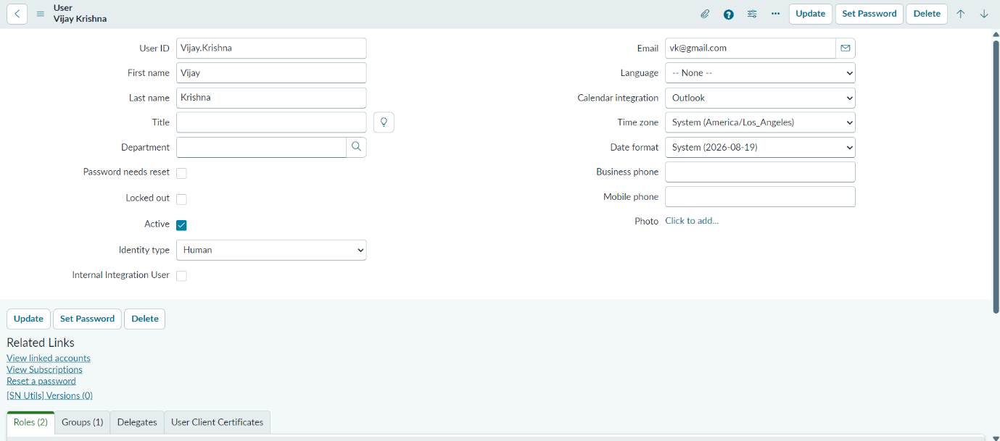 User
Vijay Krishna
Update
Set Password
Delete
User ID Vijay.Krishna
First name Vijay
Last name Krishna
Title
Department
Password needs reset
Locked out
Active
Identity type Human
Internal Integration User
Email vk@gmail.com
Language -- None --
Calendar integration Outlook
Time zone System (America/Los_Angeles)
Date format System (2026-08-19)
Business phone
Mobile phone
Photo Click to add...
Update Set Password Delete
Related Links
View linked accounts
View Subscriptions
Reset a password
[SN Utils] Versions (0)
Roles (2) Groups (1) Delegates User Client Certificates